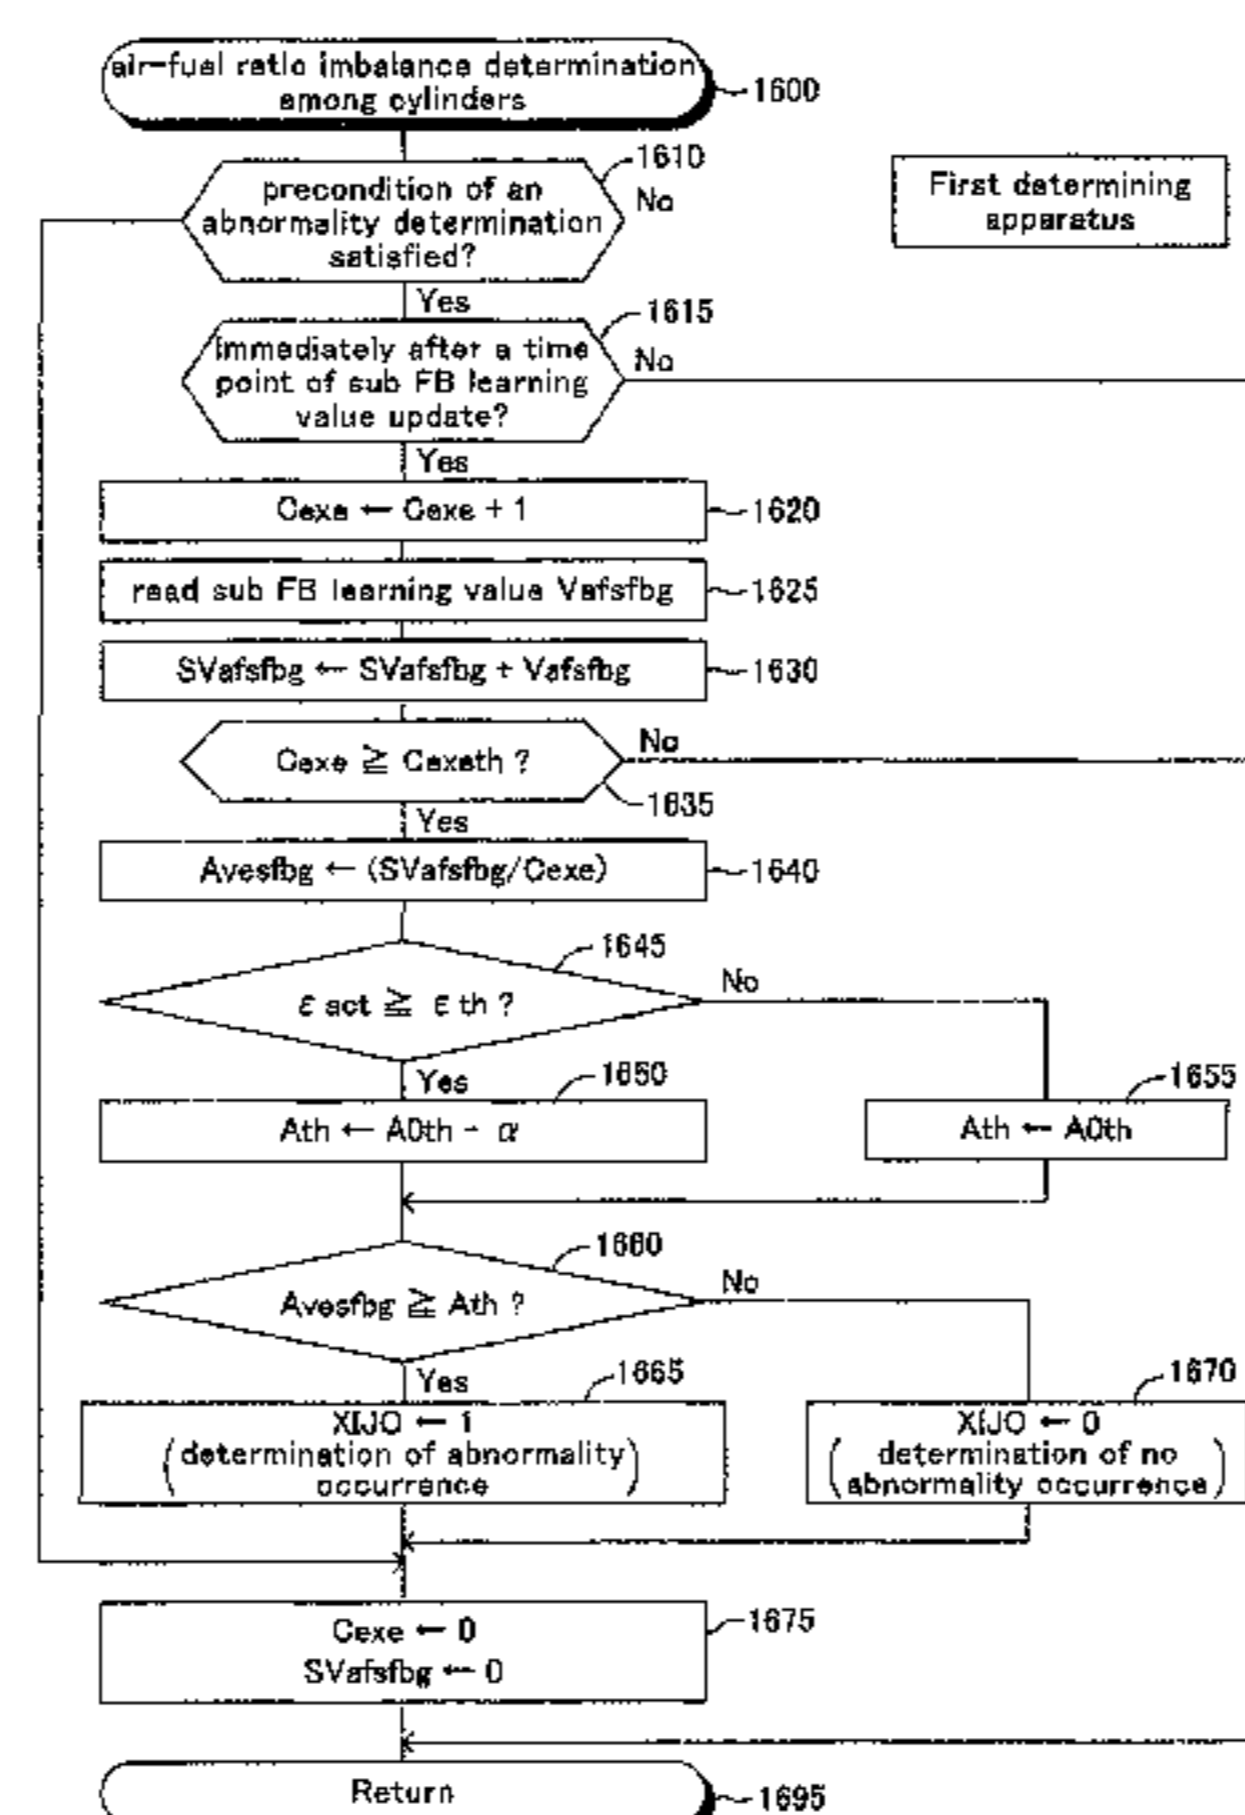 air-fuel ratio imbalance determination
among cylinders
1600
1610
precondition of an
abnormality determination
satisfied?
No
First determining
apparatus
Yes
1615
immediately after a time
point of sub FB learning
value update?
No
Yes
Cexe ← Cexe + 1
1620
read sub FB learning value Vafsfbg
1625
SVafsfbg ← SVafsfbg + Vafsfbg
1630
Cexe ≧ Cexeth ?
No
1635
Yes
Avesfbg ← (SVafsfbg/Cexe)
1640
1645
ε act ≧ ε th ?
No
Yes
1650
Ath ← A0th - α
1655
Ath ← A0th
1660
Avesfbg ≧ Ath ?
No
Yes
1665
XIJO ← 1
(determination of abnormality
occurrence)
1670
XIJO ← 0
(determination of no
abnormality occurrence)
Cexe ← 0
SVafsfbg ← 0
1675
Return
1695